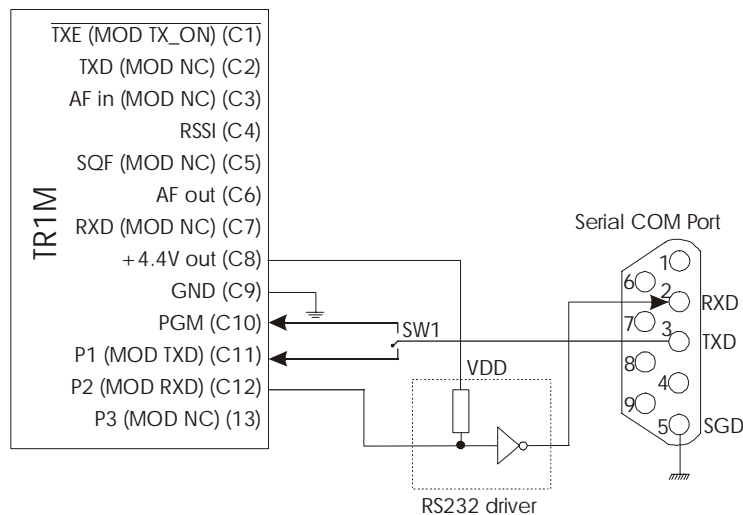 TXE (MOD TX_ON) (C1)
TXD (MOD NC) (C2)
AF in (MOD NC) (C3)
RSSI (C4)
SQF (MOD NC) (C5)
AF out (C6)
RXD (MOD NC) (C7)
+4.4V out (C8)
GND (C9)
PGM (C10)
P1 (MOD TXD) (C11)
P2 (MOD RXD) (C12)
P3 (MOD NC) (13)
TR1M
SW1
VDD
RS232 driver
Serial COM Port
1
6
2
RXD
7
3
TXD
8
4
9
5
SGD